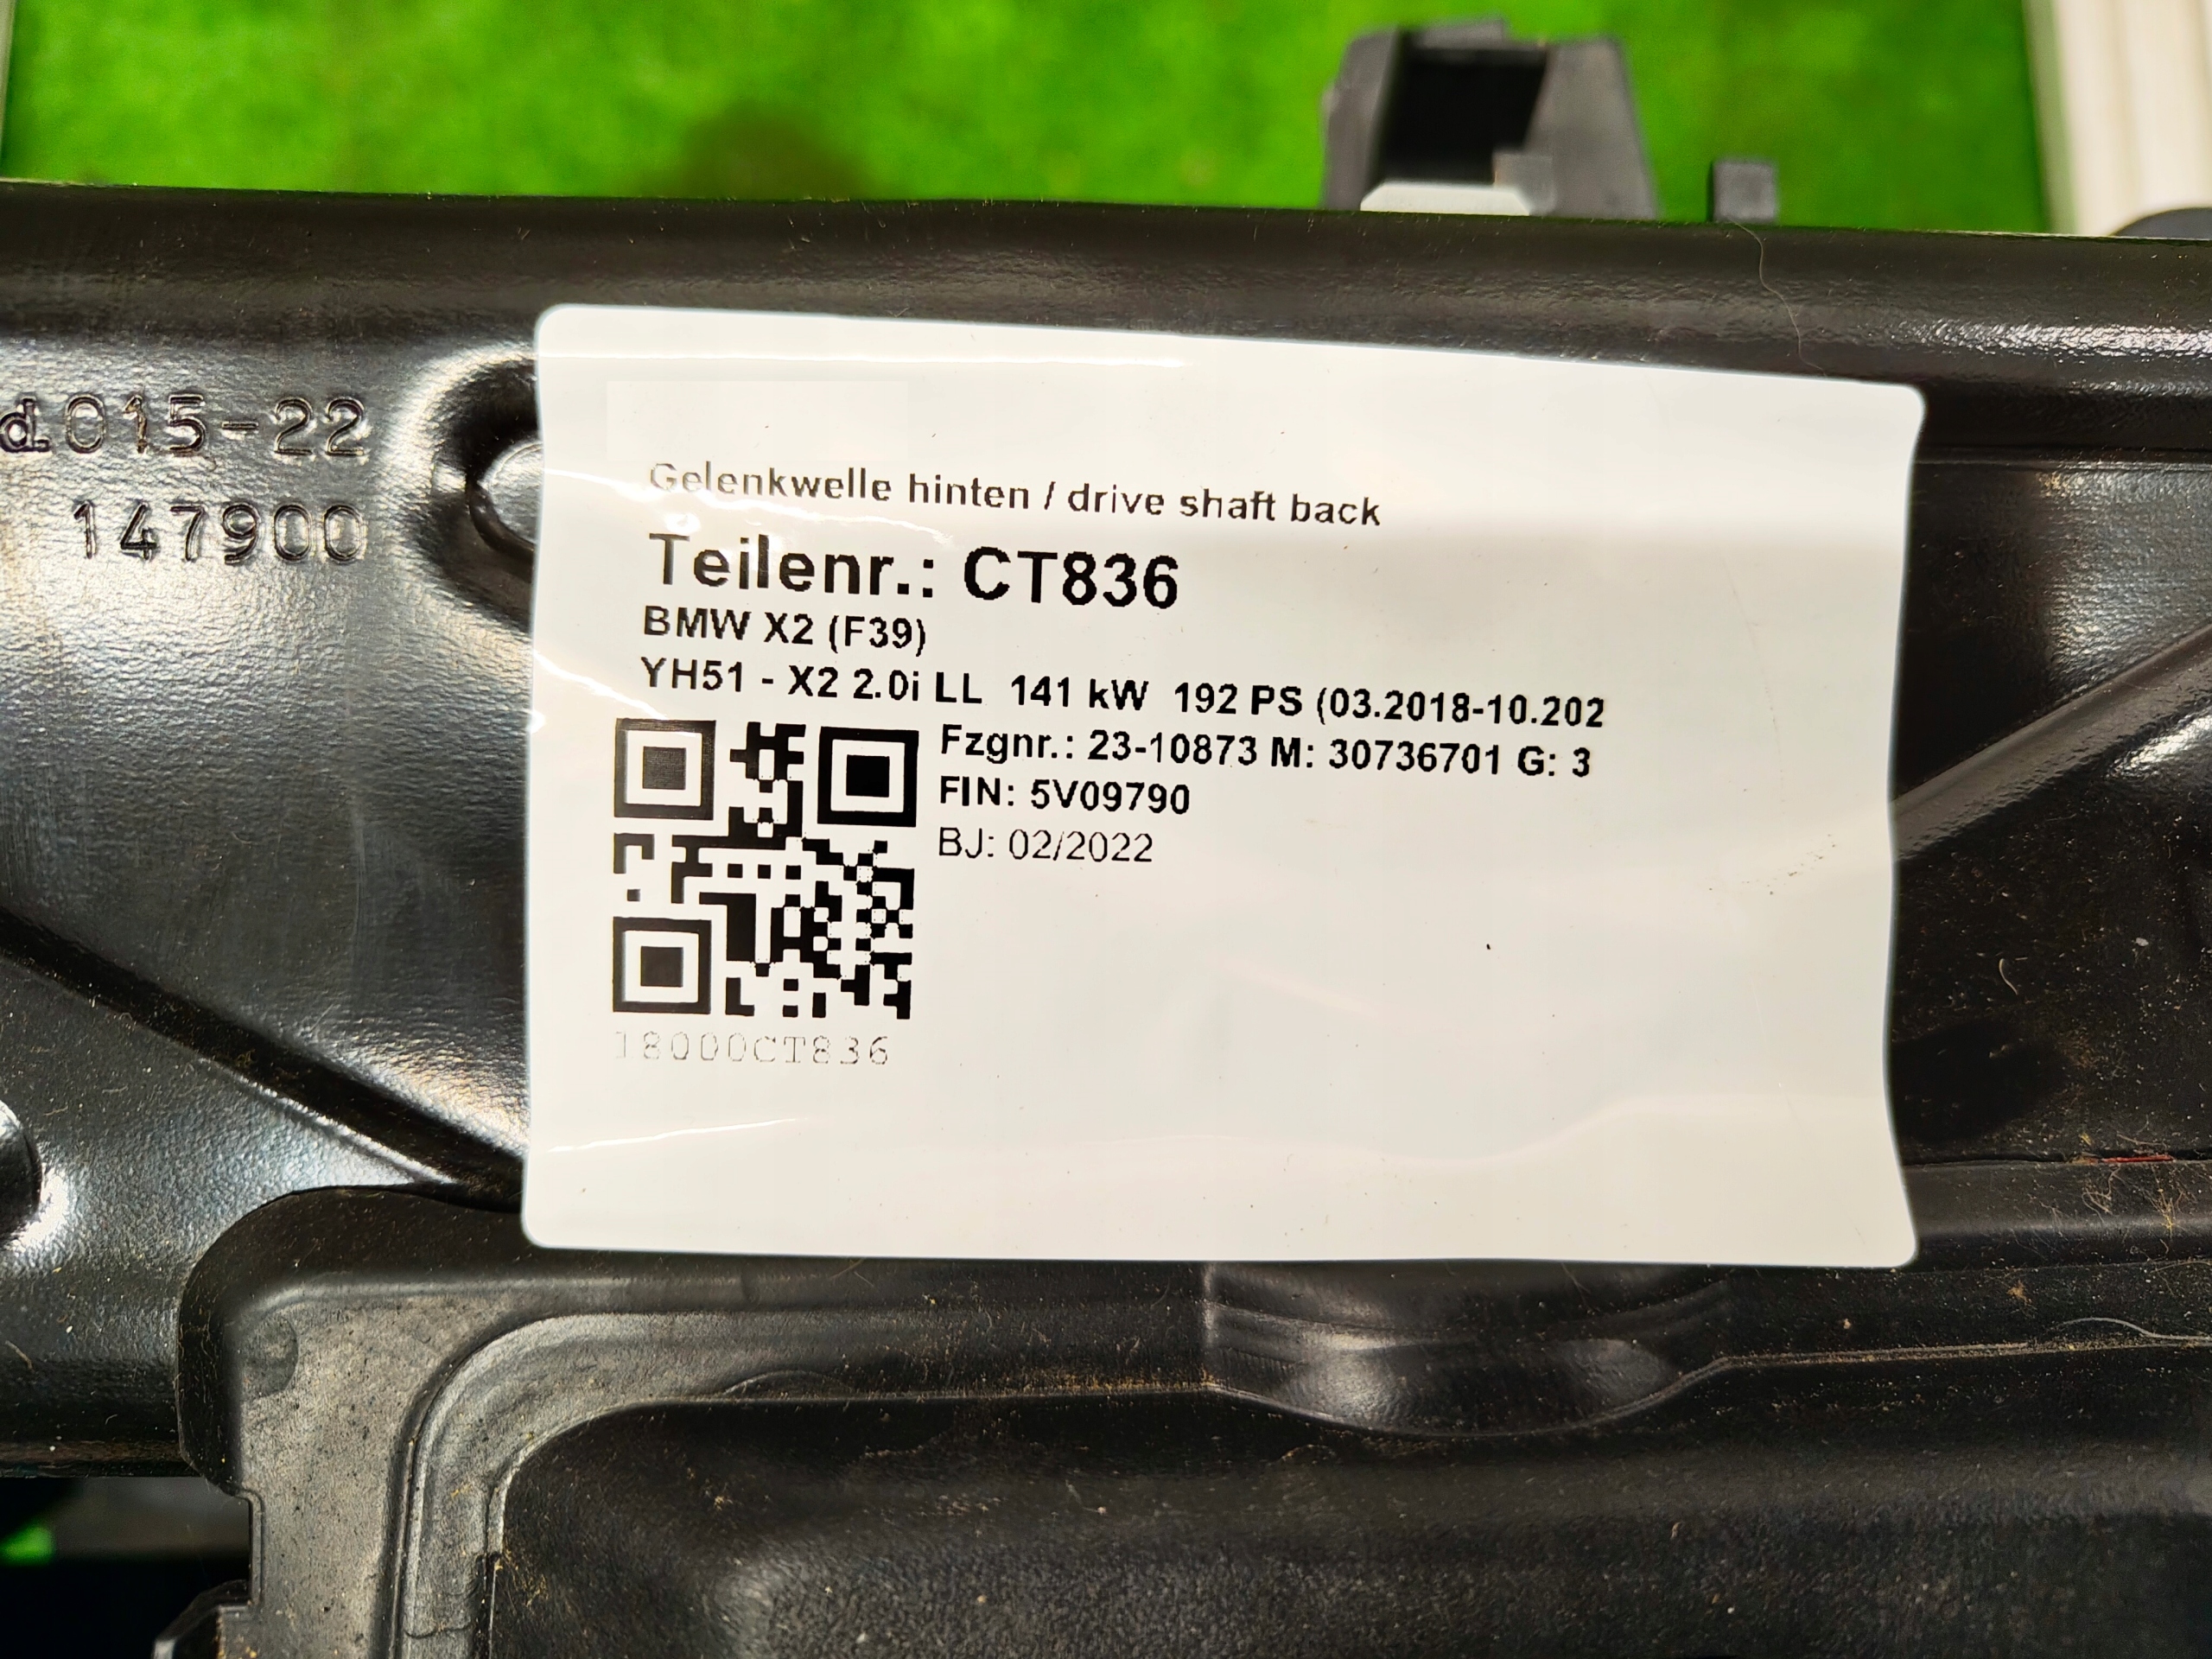 d015-22
147900
Gelenkwelle hinten / drive shaft back
Teilenr.: CT836
BMW X2 (F39)
YH51 - X2 2.0i LL 141 kW 192 PS (03.2018-10.202
Fzgnr.: 23-10873 M: 30736701 G: 3
FIN: 5V09790
BJ: 02/2022
18000CT836